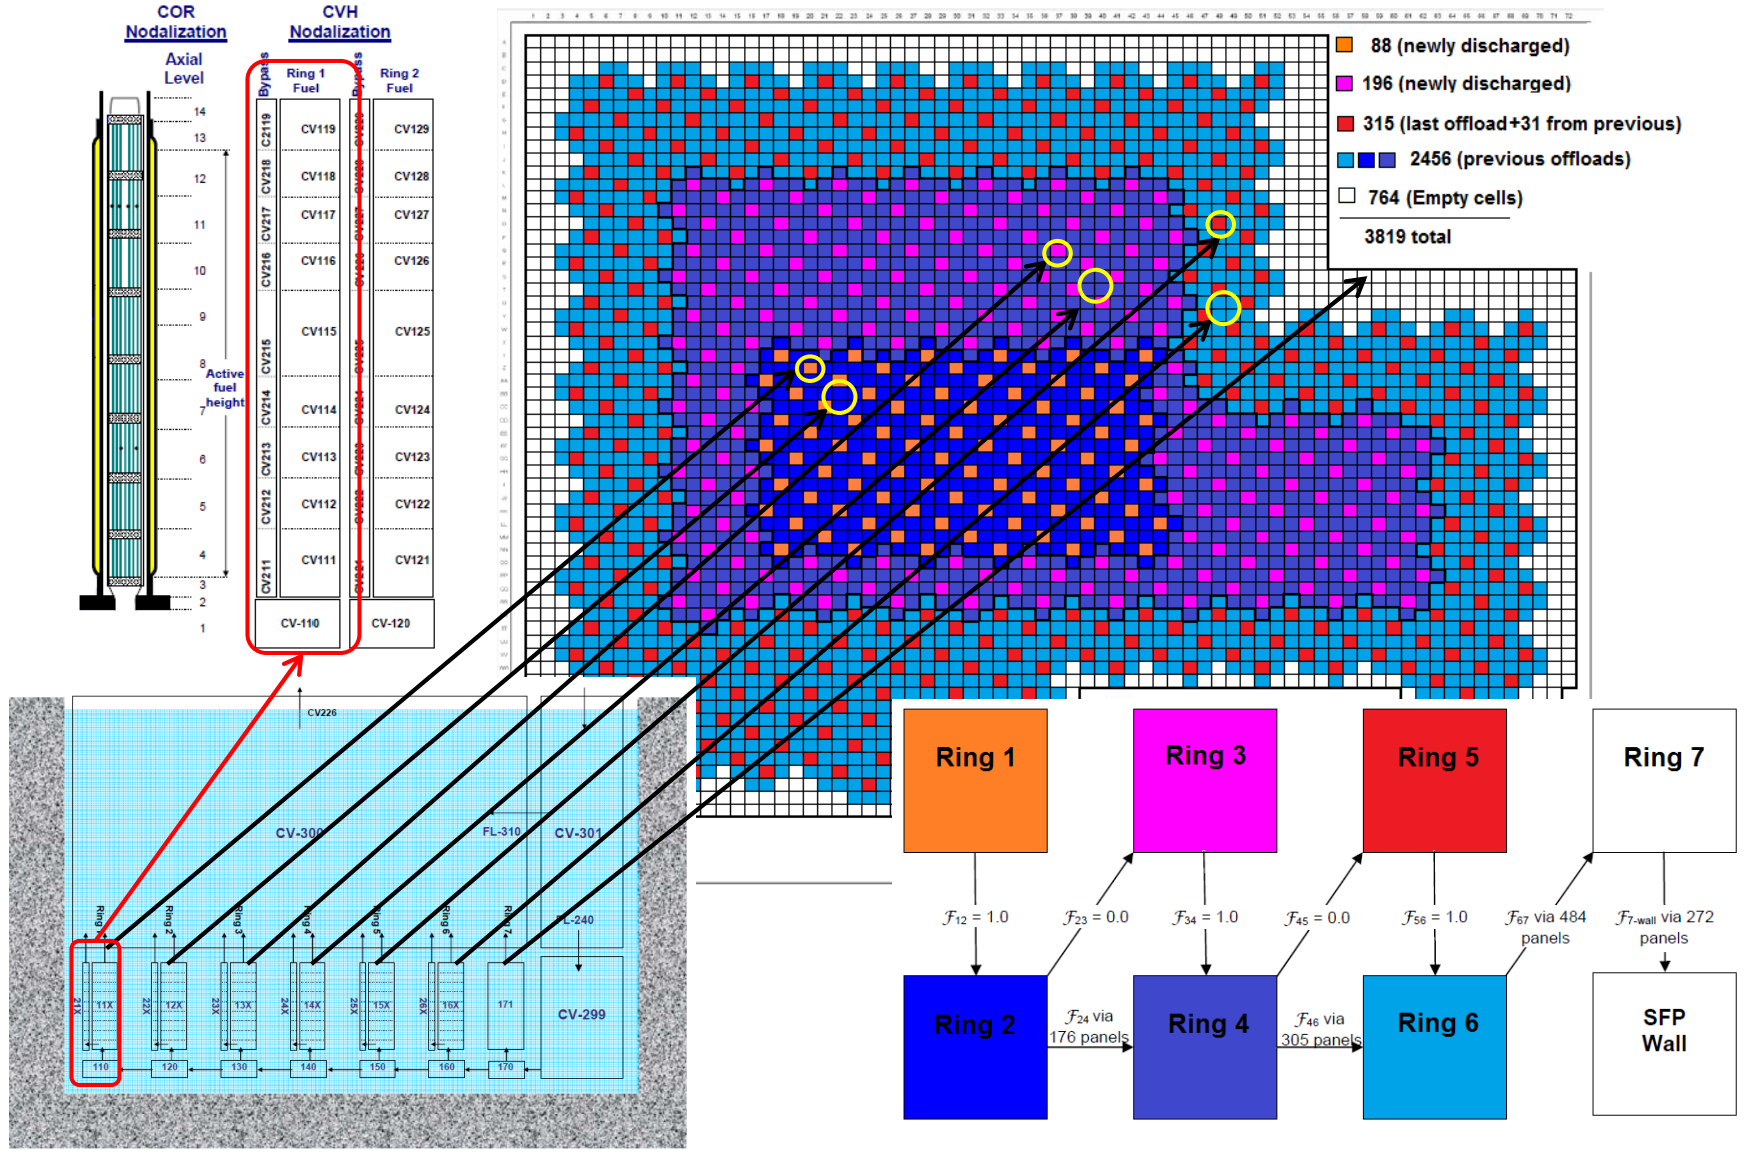 COR
Nodalization
CVH
Nodalization
Axial
Level
Bypass
Ring 1
Fuel
Bypass
Ring 2
Fuel
14
13
12
11
10
9
8
7
6
5
4
3
2
1
Active
fuel
height
C2119
CV218
CV217
CV216
CV215
CV214
CV213
CV212
CV211
CV119
CV118
CV117
CV116
CV115
CV114
CV113
CV112
CV111
CV-110
CV129
CV128
CV127
CV126
CV125
CV124
CV123
CV122
CV121
CV-120
88 (newly discharged)
196 (newly discharged)
315 (last offload+31 from previous)
2456 (previous offloads)
764 (Empty cells)
3819 total
CV226
CV-300
FL-310
CV-301
Ring 2
Ring 3
Ring 4
Ring 5
Ring 6
Ring 7
21X
11X
22X
12X
23X
13X
24X
14X
25X
15X
26X
16X
171
CV-299
110
120
130
140
150
160
170
Ring 1
Ring 3
Ring 5
Ring 7
ℱ12 = 1.0
ℱ23 = 0.0
ℱ34 = 1.0
ℱ45 = 0.0
ℱ56 = 1.0
ℱ67 via 484
panels
ℱ7-wall via 272
panels
Ring 2
ℱ24 via
176 panels
Ring 4
ℱ46 via
305 panels
Ring 6
SFP
Wall